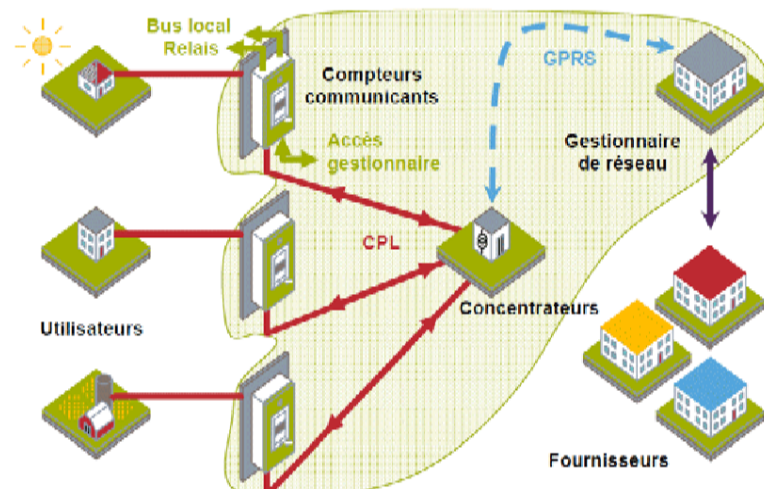 Bus local
Relais
Compteurs
communicants
GPRS
Gestionnaire
de réseau
Accès
gestionnaire
CPL
Concentrateurs
Utilisateurs
Fournisseurs